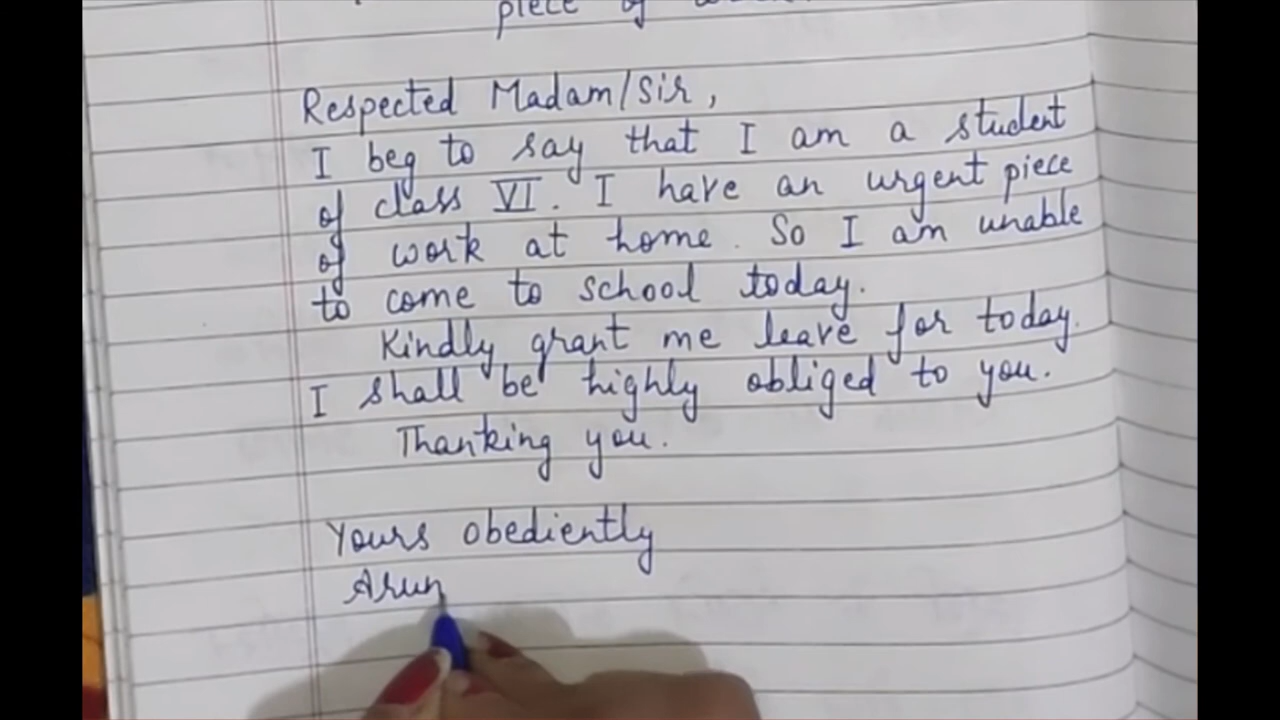 piece of
Respected Madam/Sir,
I beg to say that I am a student
of class VI. I have an urgent piece
of work at home. So I am unable
to come to school today.
Kindly grant me leave for today.
I shall be highly obliged to you.
Thanking you.
Yours obediently
Arun